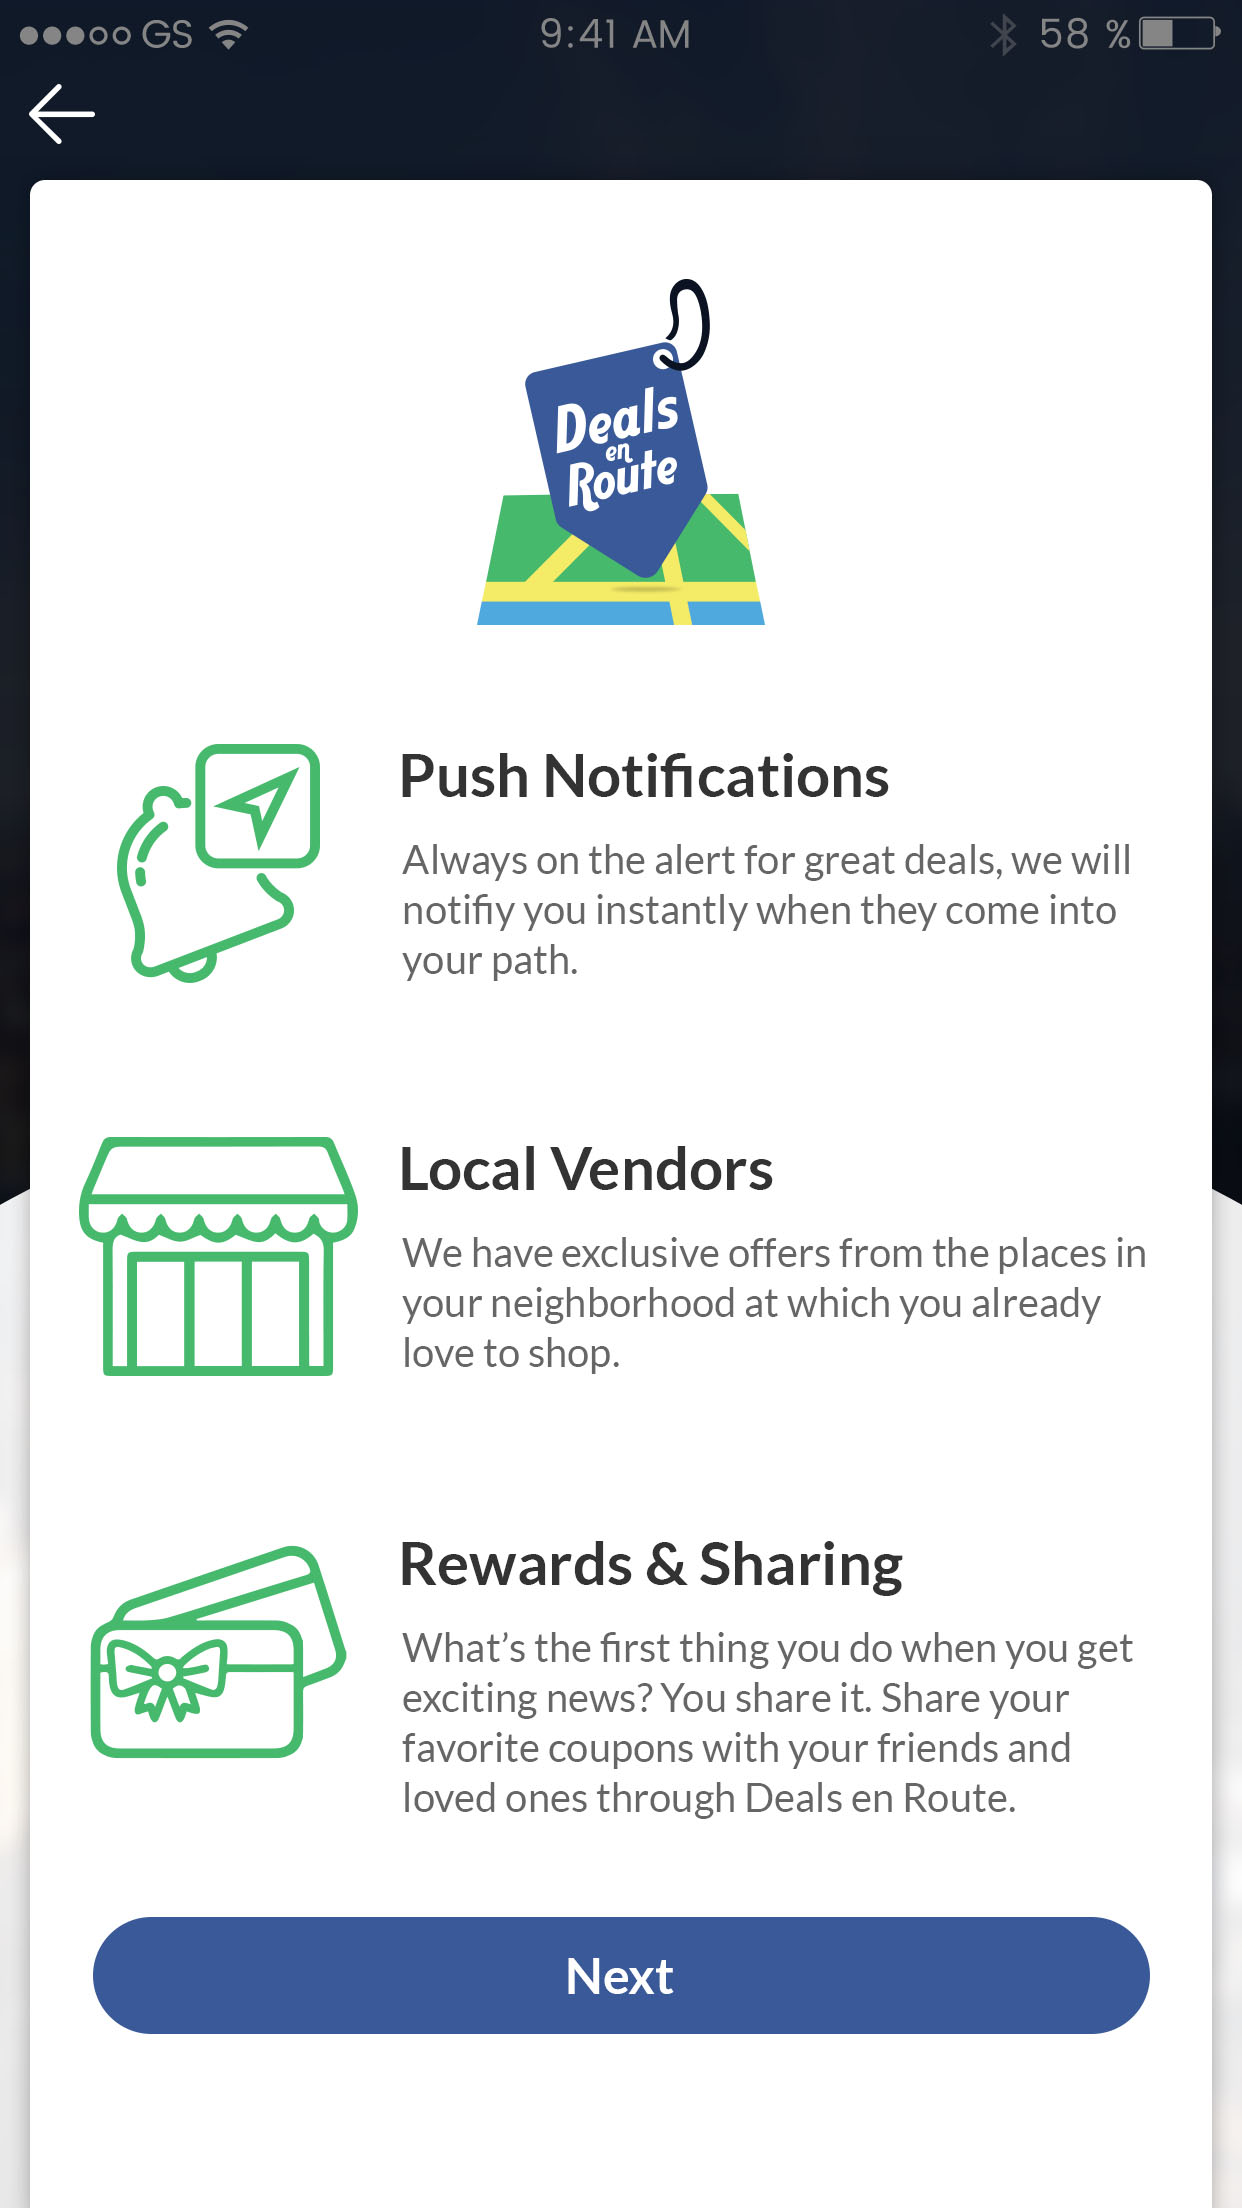 GS 9:41 AM 58 %
Deals
en
Route
Push Notifications
Always on the alert for great deals, we will
notifiy you instantly when they come into
your path.
Local Vendors
We have exclusive offers from the places in
your neighborhood at which you already
love to shop.
Rewards & Sharing
What’s the first thing you do when you get
exciting news? You share it. Share your
favorite coupons with your friends and
loved ones through Deals en Route.
Next